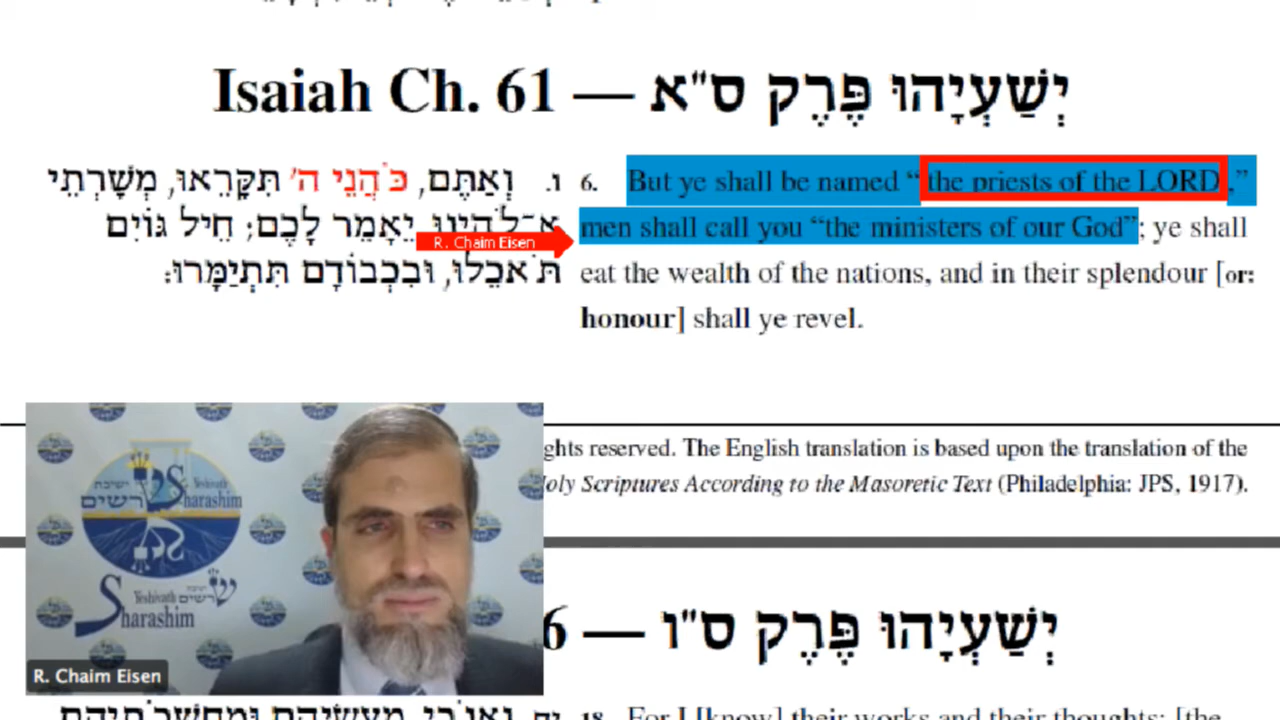 Isaiah Ch. 61 — יְשַׁעְיָהוּ פֶּרֶק ס"א
ו. וְאַתֶּם, כֹּהֲנֵי ה' תִּקָּרֵאוּ, מְשָׁרְתֵי
א־לֹהֵינוּ יֵאָמֵר לָכֶם; חֵיל גּוֹיִם
תֹּאכֵלוּ, וּבִכְבוֹדָם תִּתְיַמָּרוּ:
6. But ye shall be named “the priests of the LORD,”
men shall call you “the ministers of our God”; ye shall
eat the wealth of the nations, and in their splendour [or:
honour] shall ye revel.
R. Chaim Eisen
ghts reserved. The English translation is based upon the translation of the
Holy Scriptures According to the Masoretic Text (Philadelphia: JPS, 1917).
6 — יְשַׁעְיָהוּ פֶּרֶק ס"ו
18. For I [know] their works and their thoughts; [the
ישיבת שרשים
Yeshivath Sharashim
Yeshivath ישיבת שרשים
Sharashim
R. Chaim Eisen